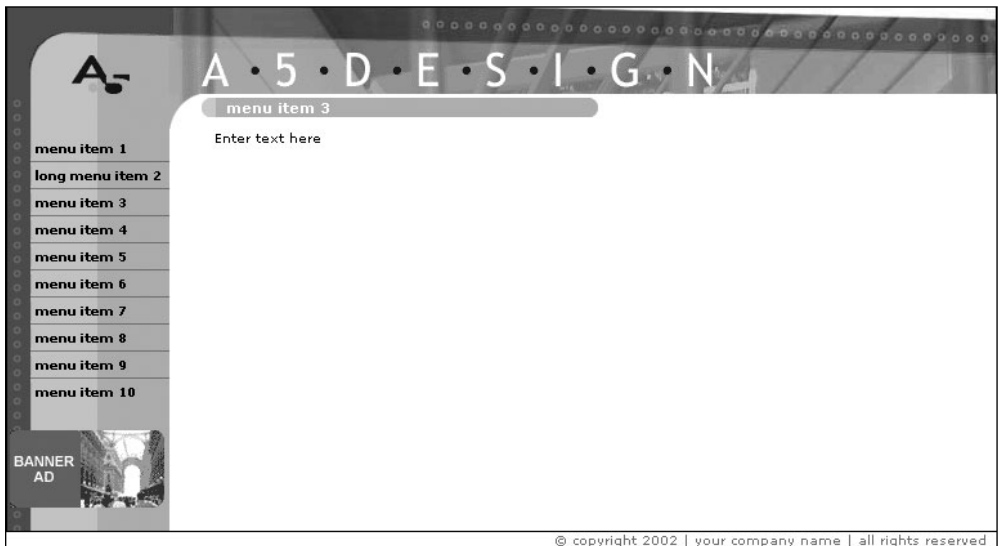 A5
A•5•D•E•S•I•G•N
menu item 3
Enter text here
menu item 1
long menu item 2
menu item 3
menu item 4
menu item 5
menu item 6
menu item 7
menu item 8
menu item 9
menu item 10
BANNER
AD
© copyright 2002 | your company name | all rights reserved